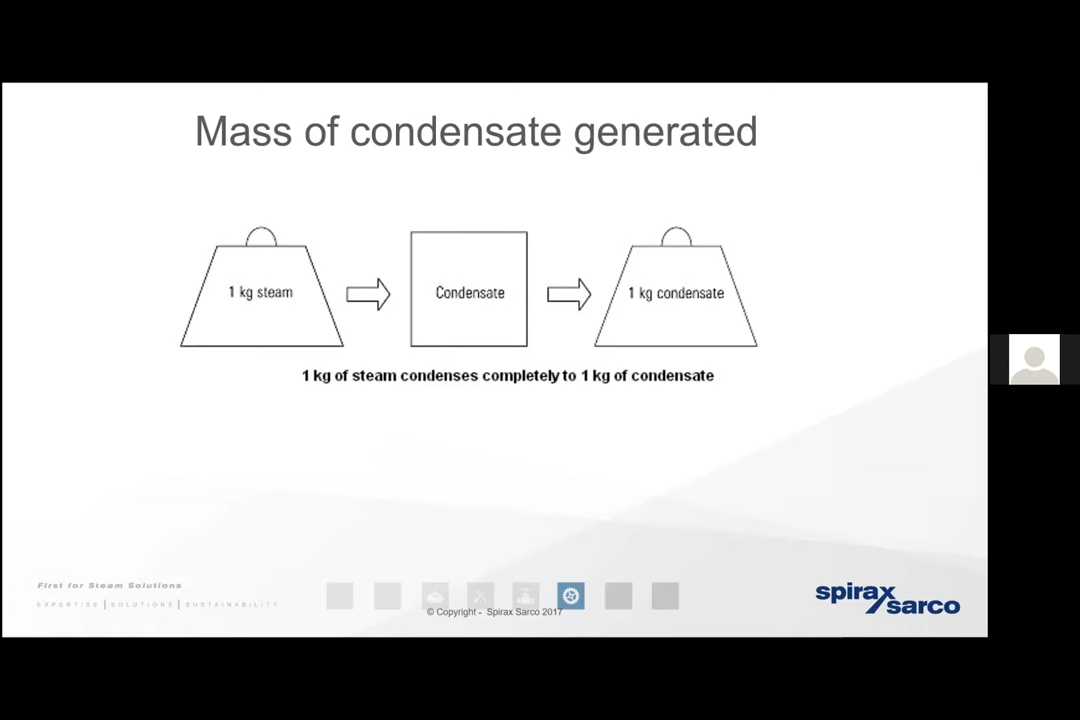 Mass of condensate generated
1 kg steam
Condensate
1 kg condensate
1 kg of steam condenses completely to 1 kg of condensate
First for Steam Solutions
EXPERTISE | SOLUTIONS | SUSTAINABILITY
© Copyright - Spirax Sarco 2017
spirax
sarco